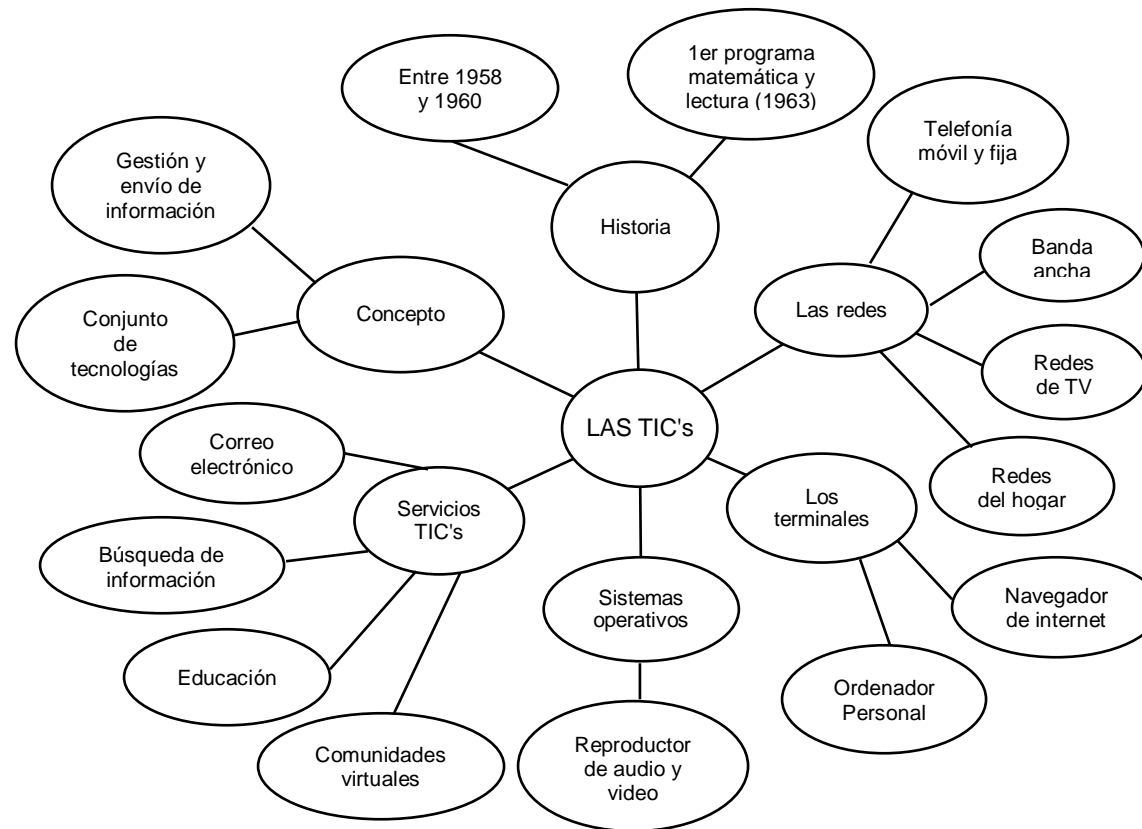 Entre 1958
y 1960
1er programa
matemática y
lectura (1963)
Telefonía
móvil y fija
Gestión y
envío de
información
Historia
Banda
ancha
Conjunto
de
tecnologías
Concepto
Las redes
Redes
de TV
LAS TIC's
Correo
electrónico
Servicios
TIC's
Los
terminales
Redes
del hogar
Búsqueda de
información
Sistemas
operativos
Navegador
de internet
Educación
Ordenador
Personal
Comunidades
virtuales
Reproductor
de audio y
video